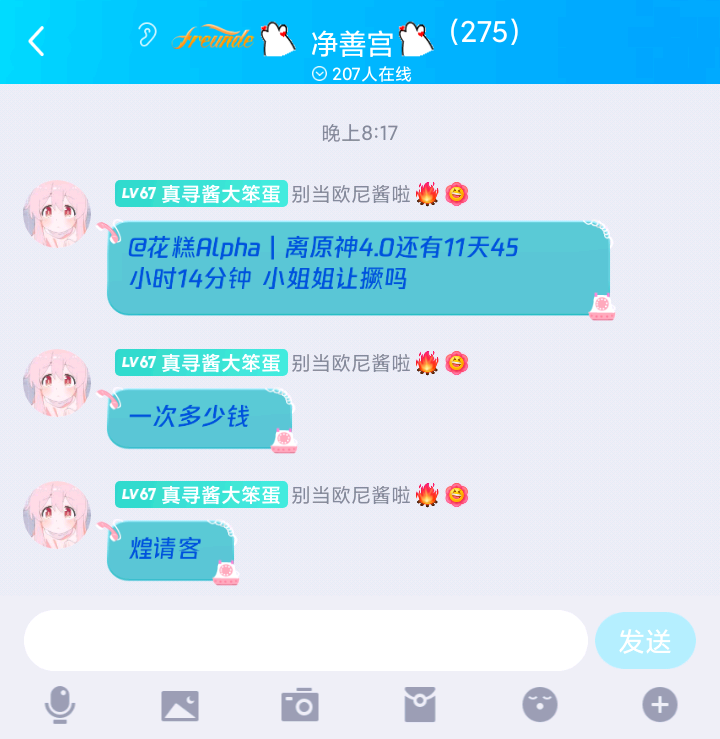 freunde 净善宫 (275)
207人在线
晚上8:17
LV67 真寻酱大笨蛋 别当欧尼酱啦
@花糕Alpha | 离原神4.0还有11天45
小时14分钟 小姐姐让撅吗
LV67 真寻酱大笨蛋 别当欧尼酱啦
一次多少钱
LV67 真寻酱大笨蛋 别当欧尼酱啦
煌请客
发送